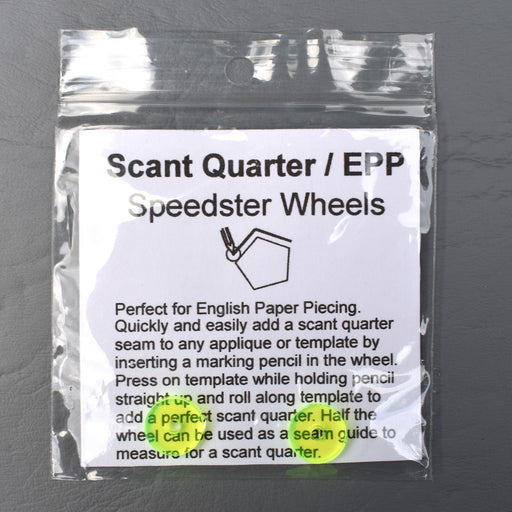 Scant Quarter / EPP
Speedster Wheels
Perfect for English Paper Piecing.
Quickly and easily add a scant quarter
seam to any applique or template by
inserting a marking pencil in the wheel.
Press on template while holding pencil
straight up and roll along template to
add a perfect scant quarter. Half the
wheel can be used as a seam guide to
measure for a scant quarter.